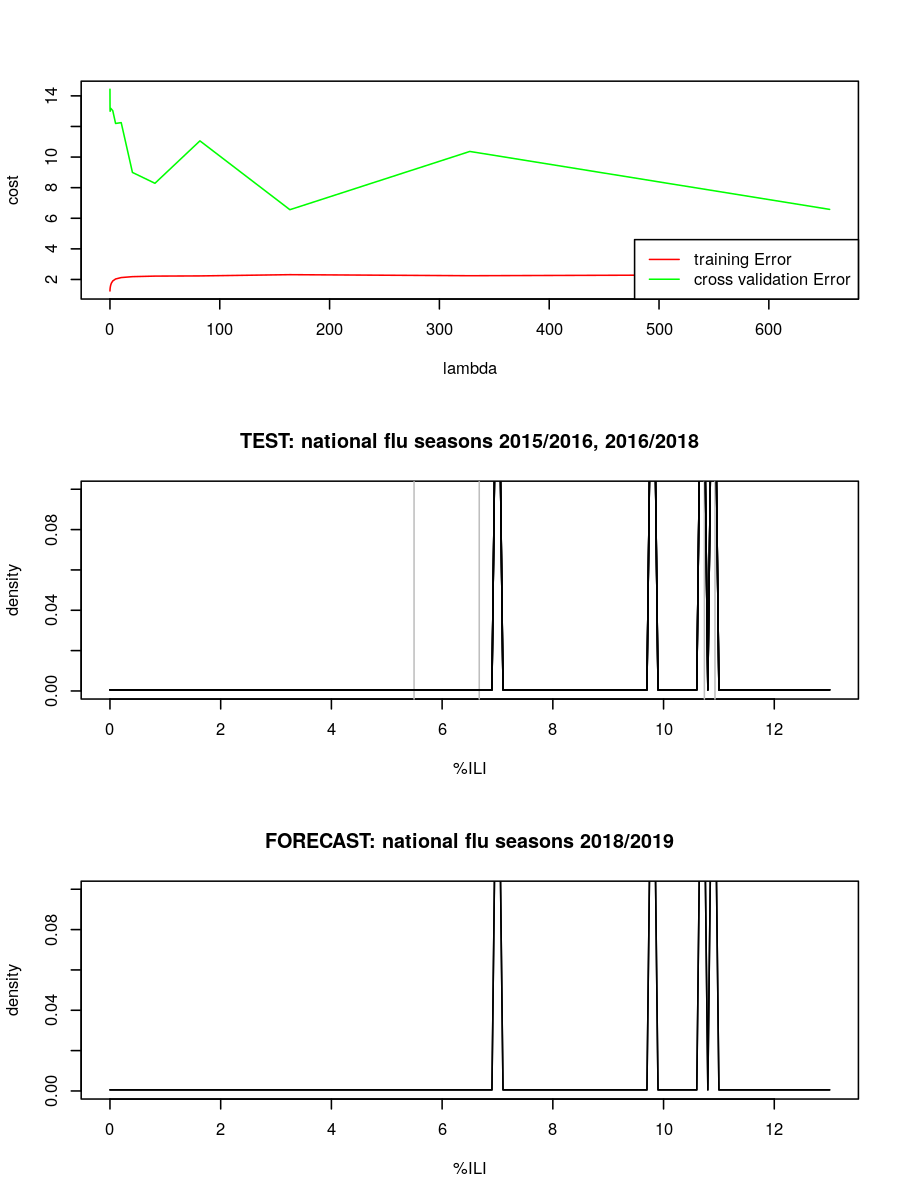 14
10
8
6
4
2
cost
training Error
cross validation Error
0 100 200 300 400 500 600
lambda
TEST: national flu seasons 2015/2016, 2016/2018
0.08
0.04
0.00
density
0 2 4 6 8 10 12
%ILI
FORECAST: national flu seasons 2018/2019
0.08
0.04
0.00
density
0 2 4 6 8 10 12
%ILI